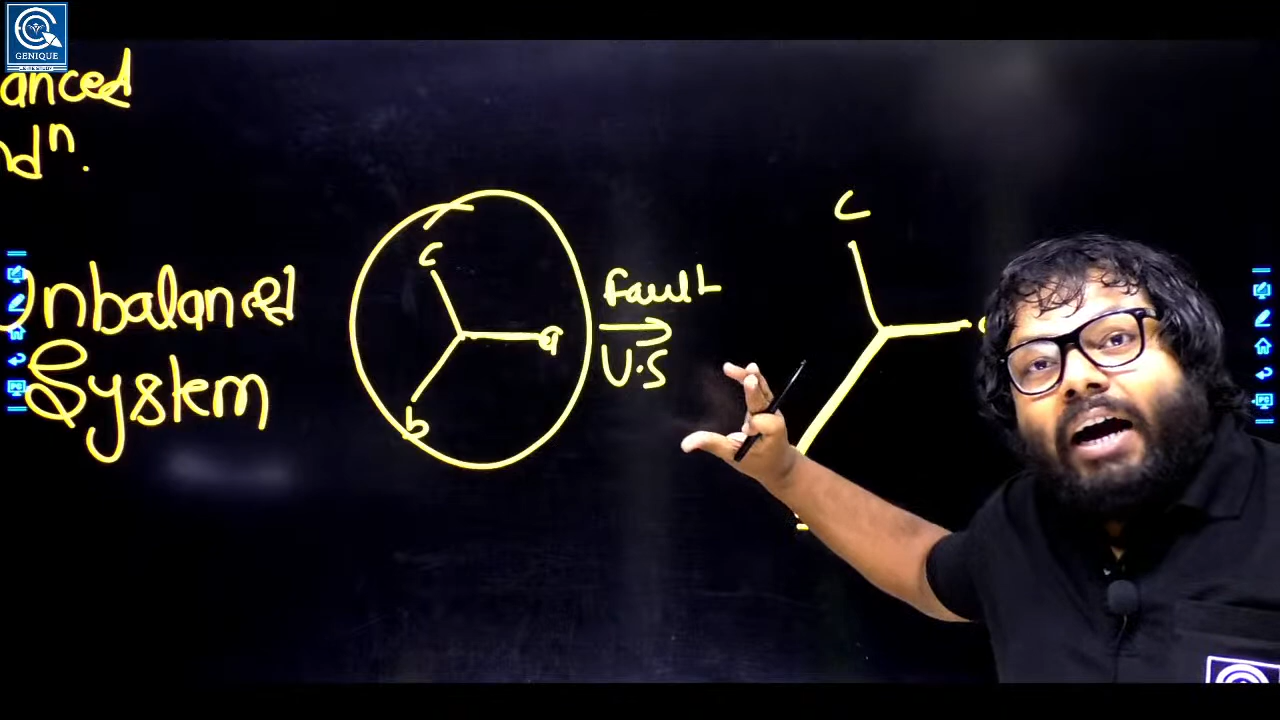 GENIQUE
anced
dn.
Unbalanced
System
c
a
b
Fault
U.S
C